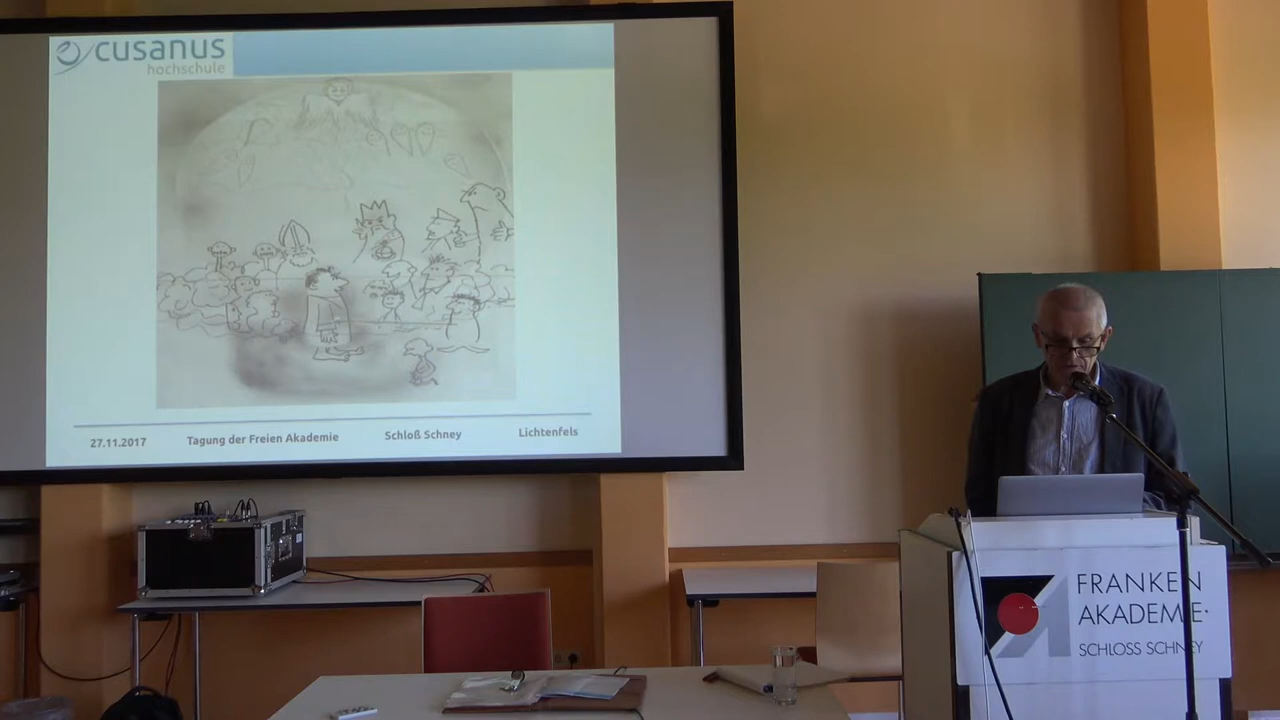 cusanus
hochschule
27.11.2017 Tagung der Freien Akademie Schloß Schney Lichtenfels
FRANKEN
AKADEMIE
SCHLOSS SCHNEY